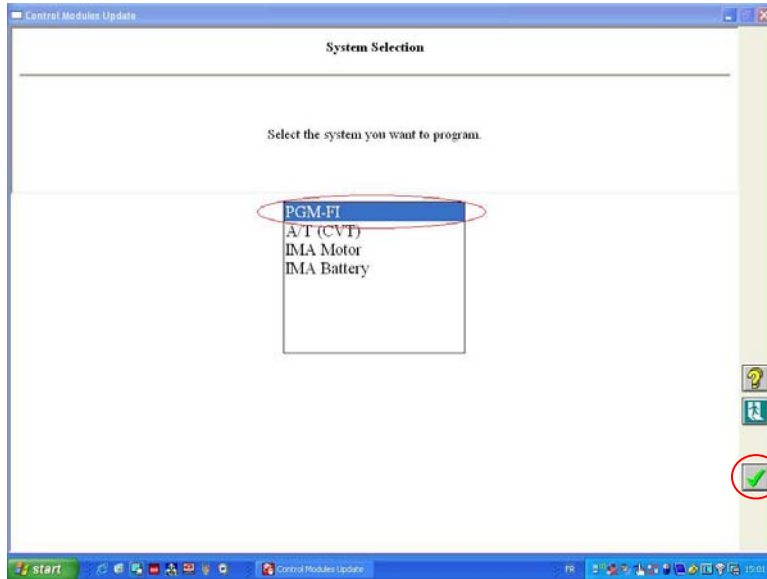 Control Modules Update
System Selection
Select the system you want to program.
PGM-FI
A/T (CVT)
IMA Motor
IMA Battery
start
Control Modules Update
FR
15:01